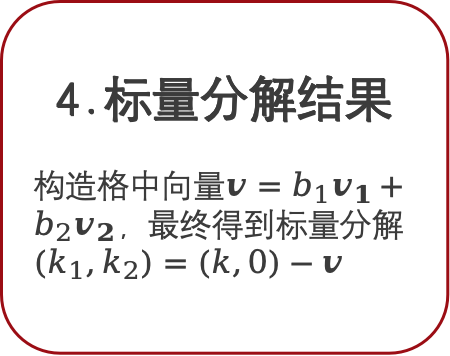 4.标量分解结果
构造格中向量𝒗 = b₁𝒗₁ +
b₂𝒗₂, 最终得到标量分解
(k₁, k₂) = (k, 0) − 𝒗